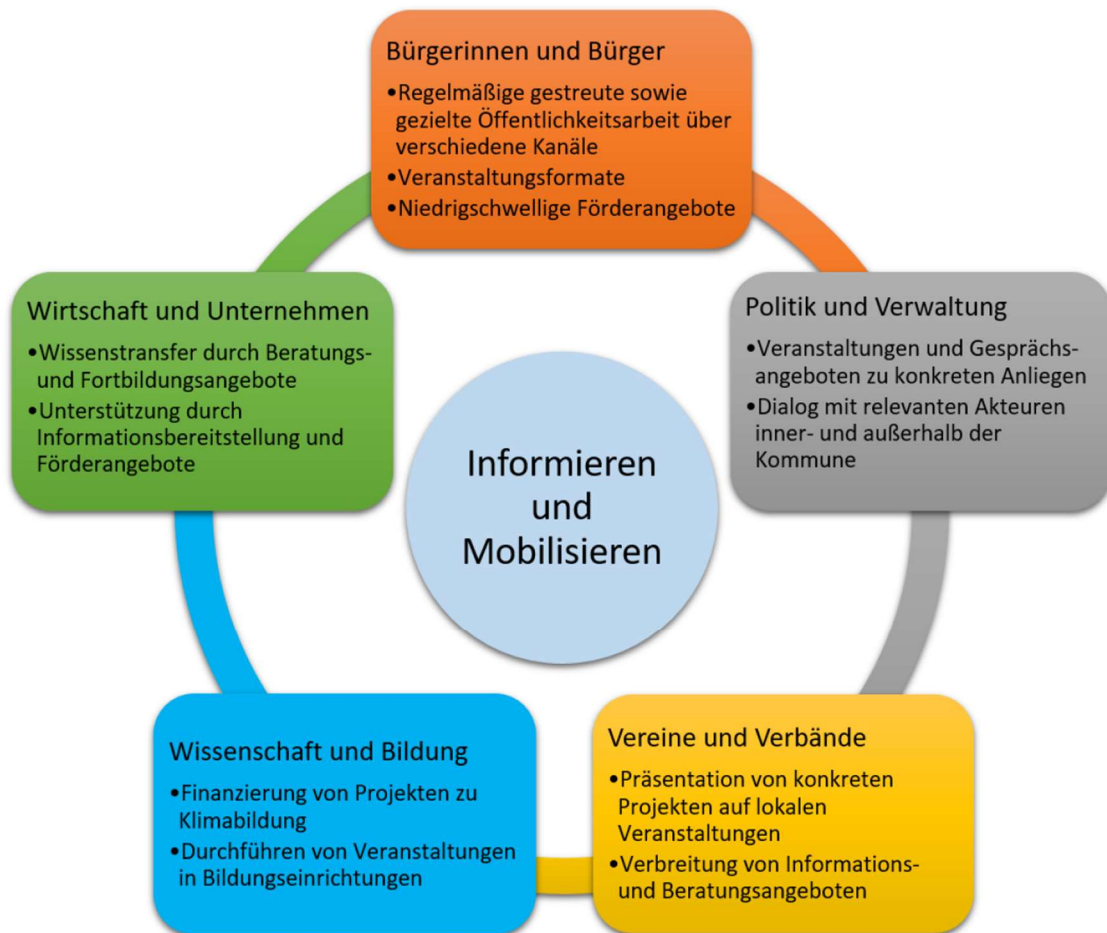 Bürgerinnen und Bürger
•Regelmäßige gestreute sowie
gezielte Öffentlichkeitsarbeit über
verschiedene Kanäle
•Veranstaltungsformate
•Niedrigschwellige Förderangebote
Wirtschaft und Unternehmen
•Wissenstransfer durch Beratungs-
und Fortbildungsangebote
•Unterstützung durch
Informationsbereitstellung und
Förderangebote
Politik und Verwaltung
•Veranstaltungen und Gesprächs-
angeboten zu konkreten Anliegen
•Dialog mit relevanten Akteuren
inner- und außerhalb der
Kommune
Informieren
und
Mobilisieren
Wissenschaft und Bildung
•Finanzierung von Projekten zu
Klimabildung
•Durchführen von Veranstaltungen
in Bildungseinrichtungen
Vereine und Verbände
•Präsentation von konkreten
Projekten auf lokalen
Veranstaltungen
•Verbreitung von Informations-
und Beratungsangeboten